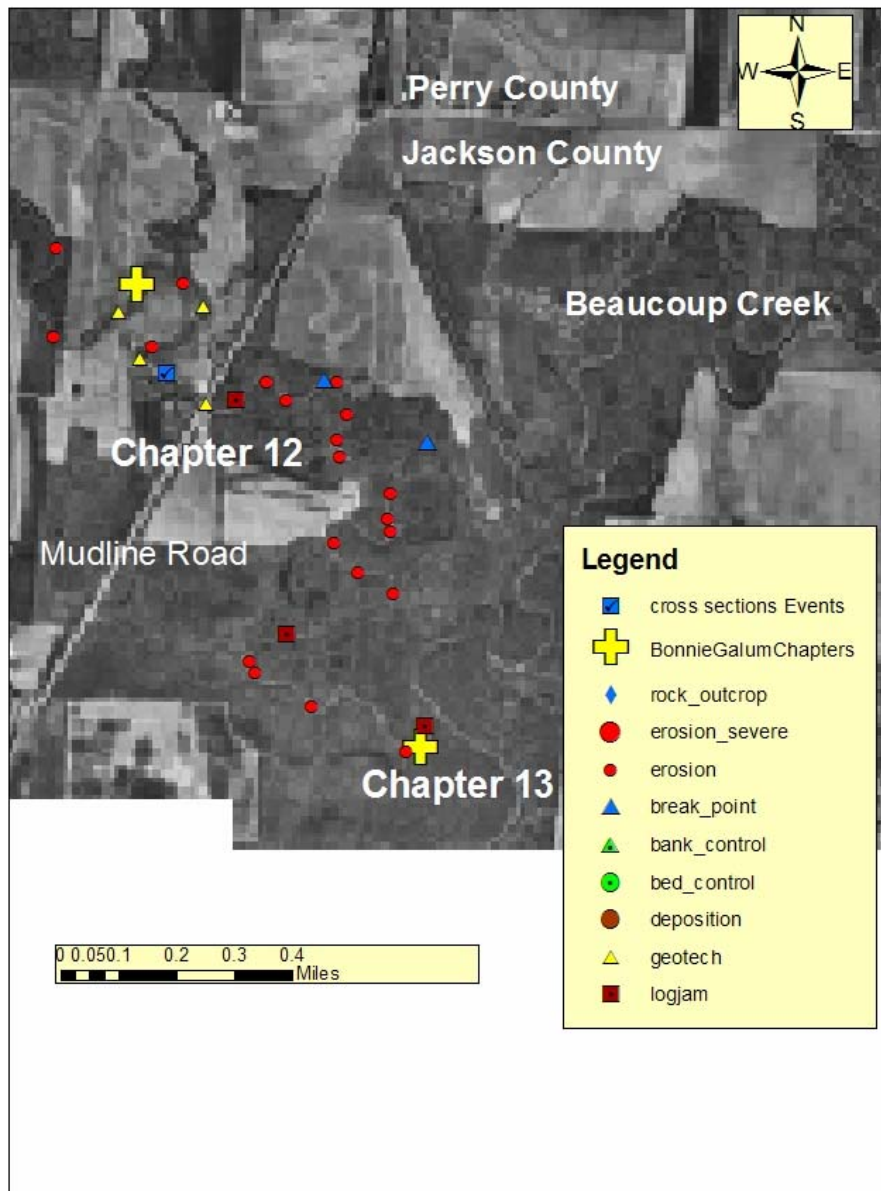 N
W E
S
Perry County
Jackson County
Beaucoup Creek
Chapter 12
Mudline Road
Chapter 13
Legend
cross sections Events
BonnieGalumChapters
rock_outcrop
erosion_severe
erosion
break_point
bank_control
bed_control
deposition
geotech
logjam
0 0.050.1 0.2 0.3 0.4
Miles